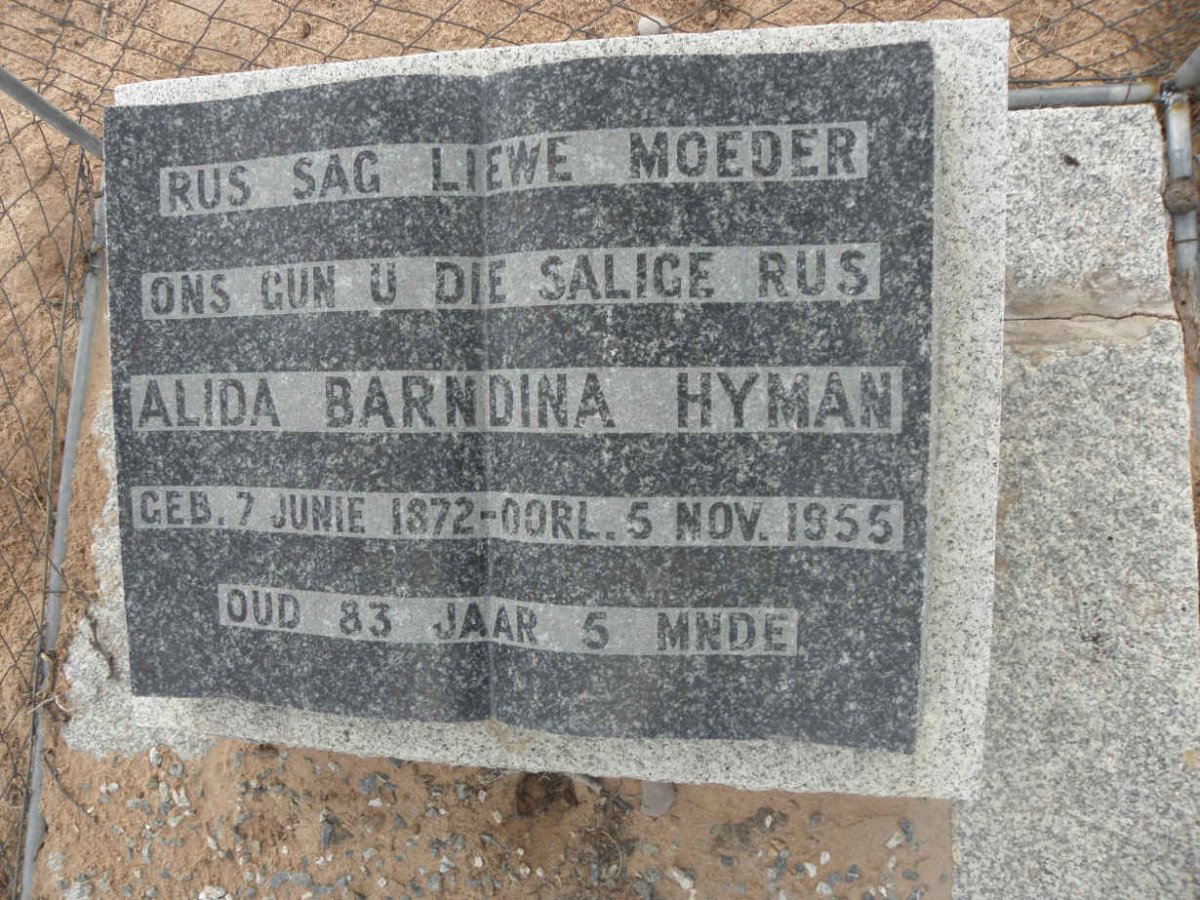 RUS SAG LIEWE MOEDER
ONS GUN U DIE SALIGE RUS
ALIDA BARNDINA HYMAN
GEB. 7 JUNIE 1872-OORL. 5 NOV. 1955
OUD 83 JAAR 5 MNDE.